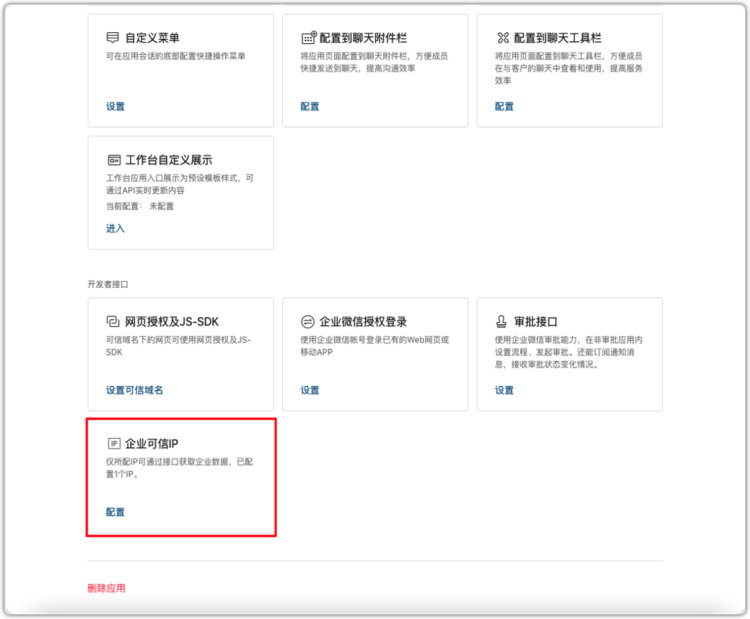 自定义菜单
可在应用会话的底部配置快捷操作菜单
设置
配置到聊天附件栏
将应用页面配置到聊天附件栏，方便成员
快捷发送到聊天，提高沟通效率
配置
配置到聊天工具栏
将应用页面配置到聊天工具栏，方便成员
在与客户的聊天中查看和使用，提高服务
效率
配置
工作台自定义展示
工作台应用入口展示为预设模板样式，可
通过API实时更新内容
当前配置： 未配置
进入
开发者接口
网页授权及JS-SDK
可信域名下的网页可使用网页授权及JS-
SDK
设置可信域名
企业微信授权登录
使用企业微信帐号登录已有的Web网页或
移动APP
设置
审批接口
使用企业微信审批能力，在非审批应用内
设置流程，发起审批。还能订阅通知消
息，接收审批状态变化情况。
设置
IP 企业可信IP
仅所配IP可通过接口获取企业数据，已配
置1个IP。
配置
删除应用